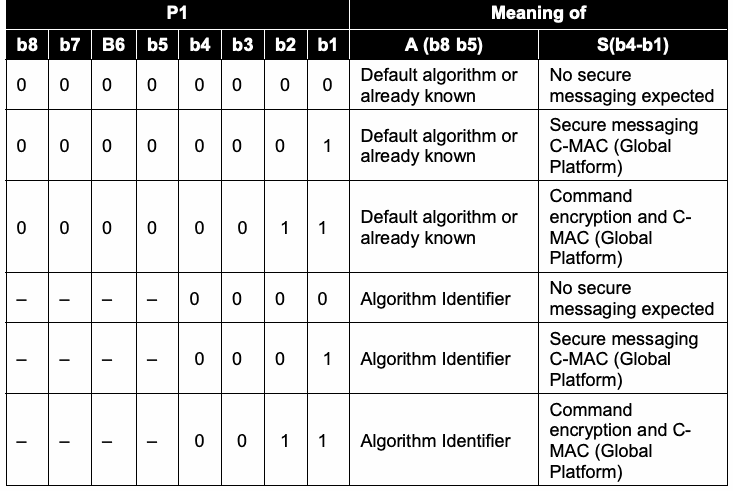 P1 Meaning of
b8 b7 B6 b5 b4 b3 b2 b1 A (b8 b5) S(b4-b1)
0 0 0 0 0 0 0 0 Default algorithm or already known No secure messaging expected
0 0 0 0 0 0 0 1 Default algorithm or already known Secure messaging C-MAC (Global Platform)
0 0 0 0 0 0 1 1 Default algorithm or already known Command encryption and C-MAC (Global Platform)
– – – – 0 0 0 0 Algorithm Identifier No secure messaging expected
– – – – 0 0 0 1 Algorithm Identifier Secure messaging C-MAC (Global Platform)
– – – – 0 0 1 1 Algorithm Identifier Command encryption and C-MAC (Global Platform)